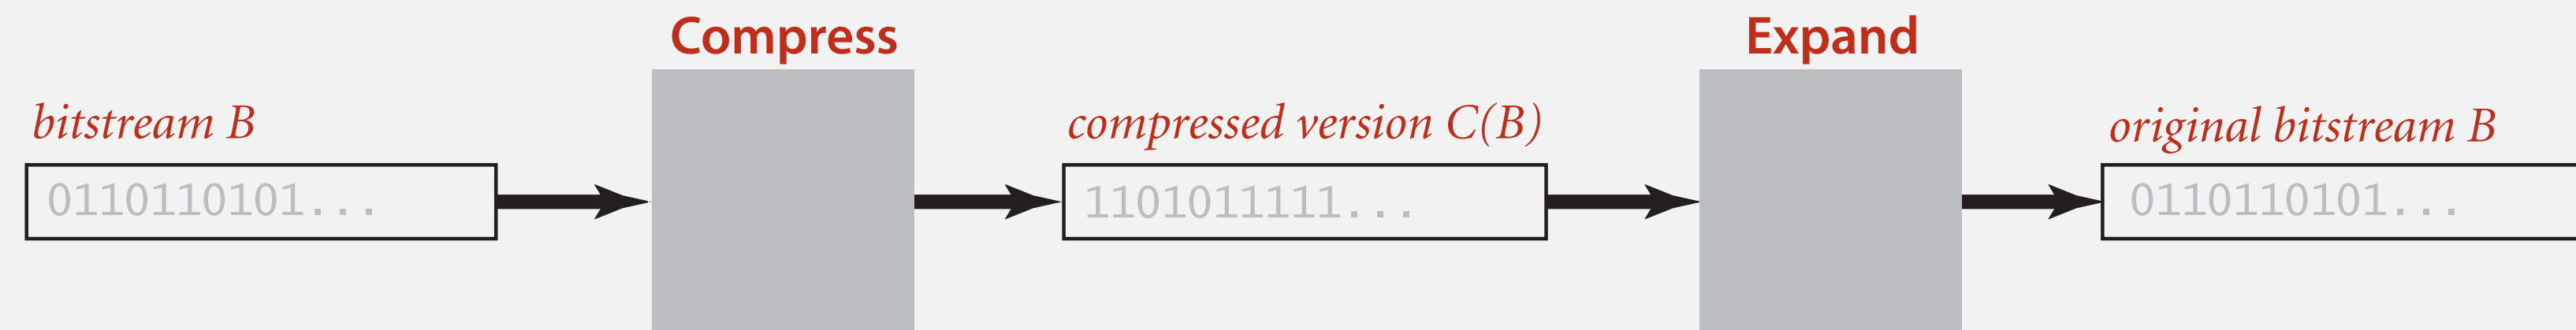 Compress
Expand
bitstream B
compressed version C(B)
original bitstream B
0110110101...
1101011111...
0110110101...